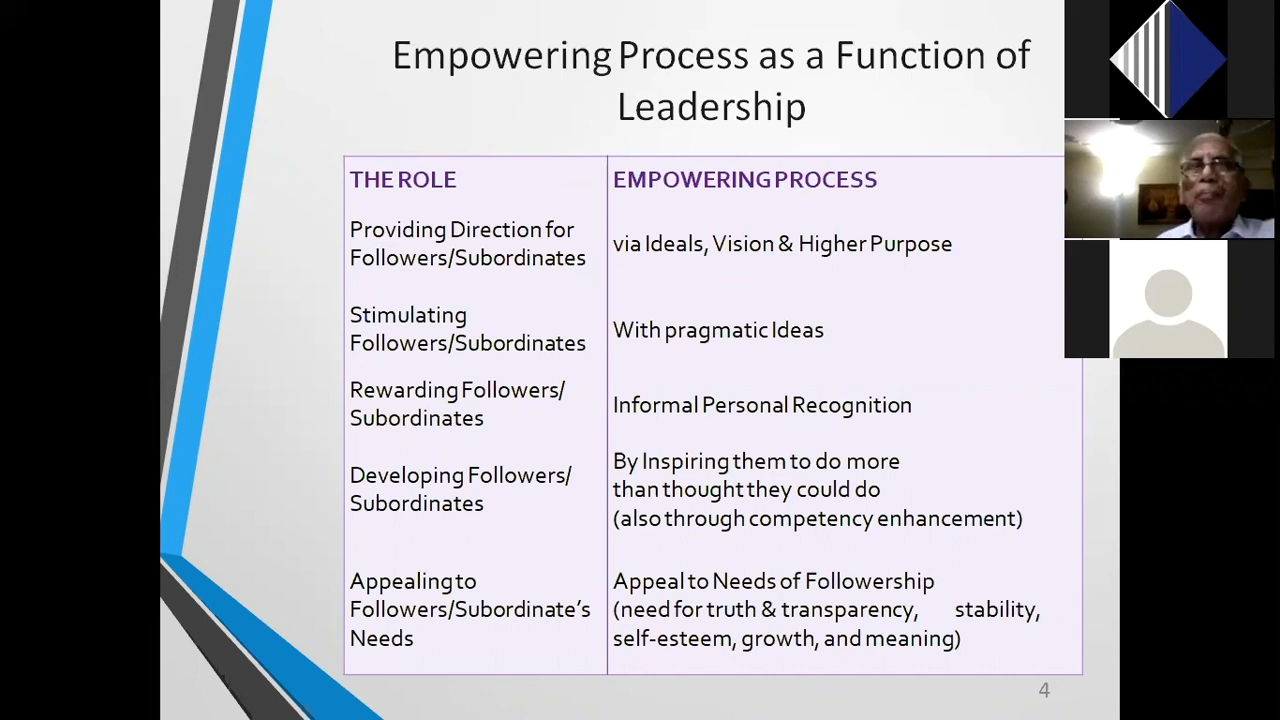 Empowering Process as a Function of
Leadership
THE ROLE
EMPOWERING PROCESS
Providing Direction for
Followers/Subordinates
via Ideals, Vision & Higher Purpose
Stimulating
Followers/Subordinates
With pragmatic Ideas
Rewarding Followers/
Subordinates
Informal Personal Recognition
Developing Followers/
Subordinates
By Inspiring them to do more
than thought they could do
(also through competency enhancement)
Appealing to
Followers/Subordinate's
Needs
Appeal to Needs of Followership
(need for truth & transparency, stability,
self-esteem, growth, and meaning)
4